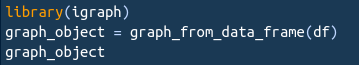 library(igraph)
graph_object = graph_from_data_frame(df)
graph_object